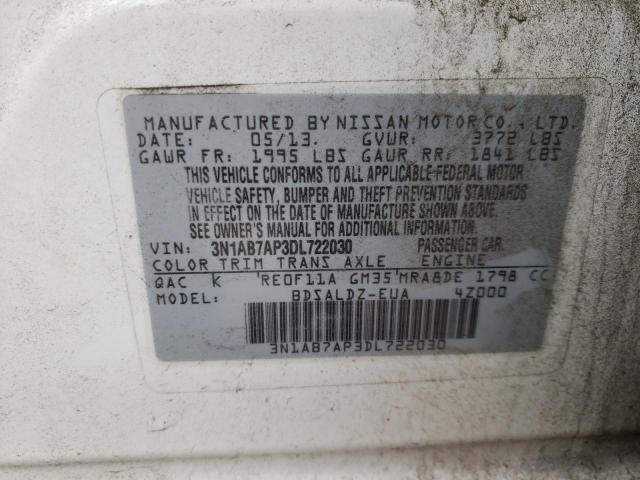 MANUFACTURED BY NISSAN MOTOR CO., LTD.
DATE: 05/13. GVWR: 3772 LBS
GAWR FR: 1995 LBS GAWR RR: 1841 LBS
THIS VEHICLE CONFORMS TO ALL APPLICABLE FEDERAL MOTOR
VEHICLE SAFETY, BUMPER AND THEFT PREVENTION STANDARDS
IN EFFECT ON THE DATE OF MANUFACTURE SHOWN ABOVE.
SEE OWNER'S MANUAL FOR ADDITIONAL INFORMATION.
VIN: 3N1AB7AP3DL722030 PASSENGER CAR
COLOR TRIM TRANS AXLE ENGINE
QAC K RE0F11A GM35 MRA8DE 1798 CC
MODEL: BDSALDZ-EUA 4Z000
3N1AB7AP3DL722030